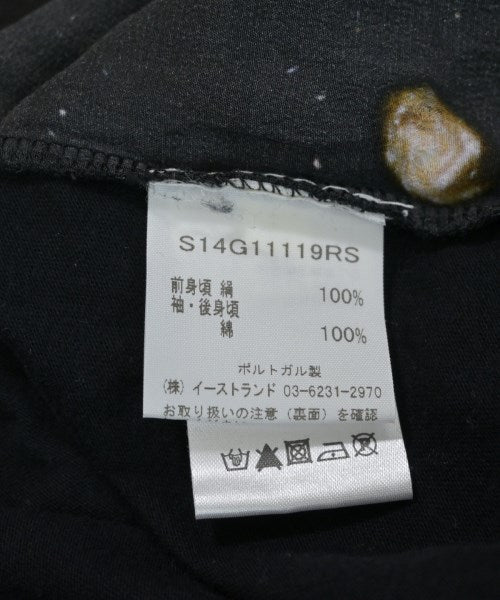 S14G11119RS
前身頃 絹 100%
袖・後身頃
綿 100%
ポルトガル製
(株) イーストランド 03-6231-2970
お取り扱いの注意 (裏面) を確認